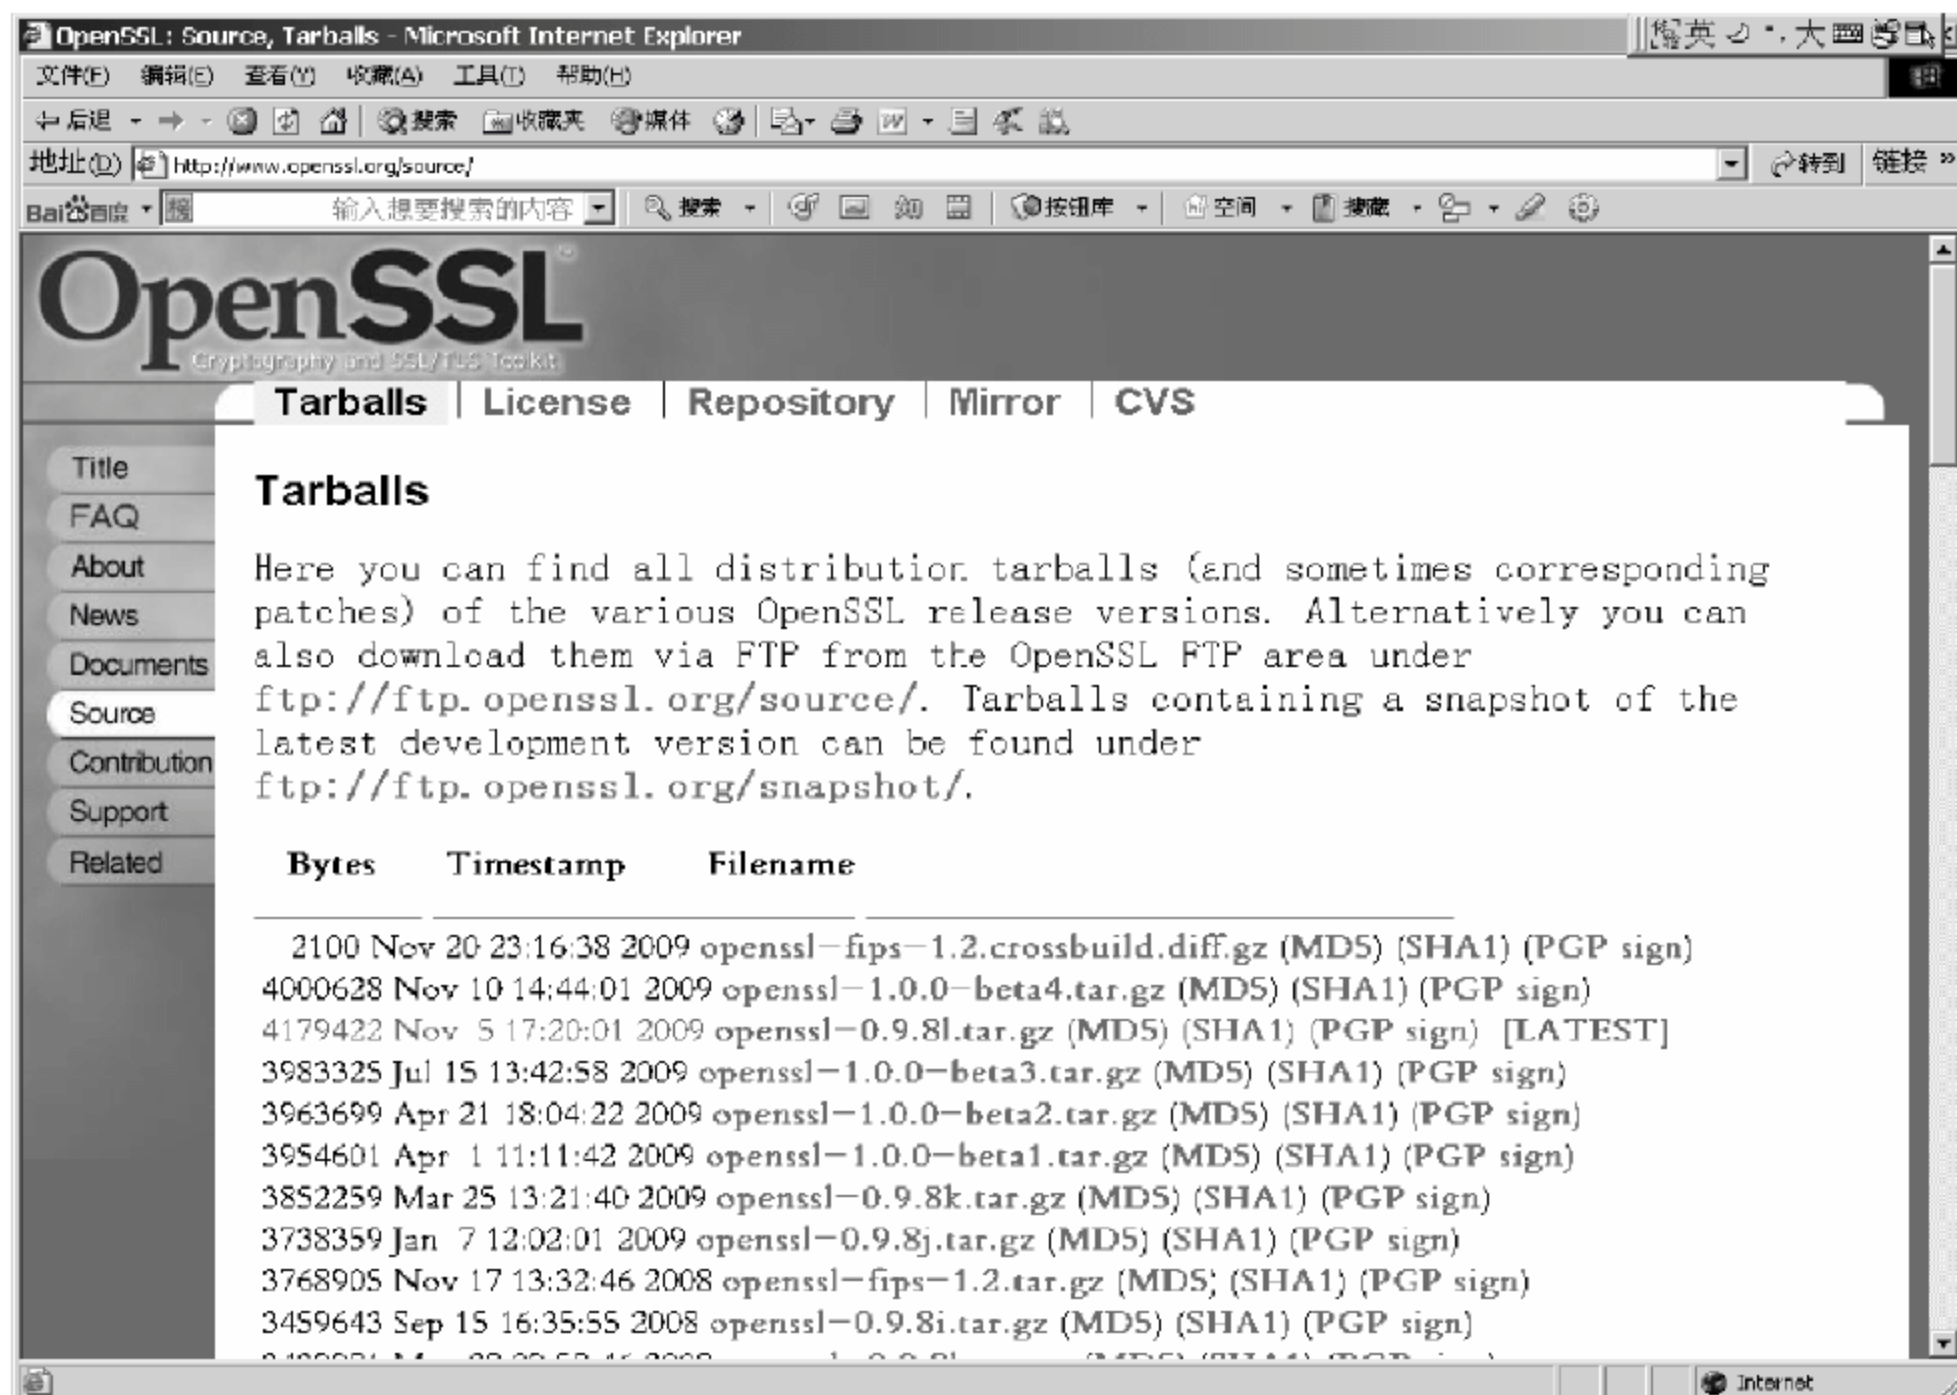 OpenSSL: Source, Tarballs - Microsoft Internet Explorer
英 大
文件(F) 编辑(E) 查看(V) 收藏(A) 工具(T) 帮助(H)
后退 搜索 收藏夹 媒体
地址(D) http://www.openssl.org/source/ 转到 链接 »
Bai百度 输入想要搜索的内容 搜索 按钮库 空间 搜藏
OpenSSL
Cryptography and SSL/TLS Toolkit
Tarballs | License | Repository | Mirror | CVS
Title
FAQ
About
News
Documents
Source
Contribution
Support
Related
Tarballs
Here you can find all distribution tarballs (and sometimes corresponding
patches) of the various OpenSSL release versions. Alternatively you can
also download them via FTP from the OpenSSL FTP area under
ftp://ftp.openssl.org/source/. Tarballs containing a snapshot of the
latest development version can be found under
ftp://ftp.openssl.org/snapshot/.
Bytes Timestamp Filename
2100 Nov 20 23:16:38 2009 openssl-fips-1.2.crossbuild.diff.gz (MD5) (SHA1) (PGP sign)
4000628 Nov 10 14:44:01 2009 openssl-1.0.0-beta4.tar.gz (MD5) (SHA1) (PGP sign)
4179422 Nov 5 17:20:01 2009 openssl-0.9.8l.tar.gz (MD5) (SHA1) (PGP sign) [LATEST]
3983325 Jul 15 13:42:58 2009 openssl-1.0.0-beta3.tar.gz (MD5) (SHA1) (PGP sign)
3963699 Apr 21 18:04:22 2009 openssl-1.0.0-beta2.tar.gz (MD5) (SHA1) (PGP sign)
3954601 Apr 1 11:11:42 2009 openssl-1.0.0-beta1.tar.gz (MD5) (SHA1) (PGP sign)
3852259 Mar 25 13:21:40 2009 openssl-0.9.8k.tar.gz (MD5) (SHA1) (PGP sign)
3738359 Jan 7 12:02:01 2009 openssl-0.9.8j.tar.gz (MD5) (SHA1) (PGP sign)
3768905 Nov 17 13:32:46 2008 openssl-fips-1.2.tar.gz (MD5) (SHA1) (PGP sign)
3459643 Sep 15 16:35:55 2008 openssl-0.9.8i.tar.gz (MD5) (SHA1) (PGP sign)
Internet